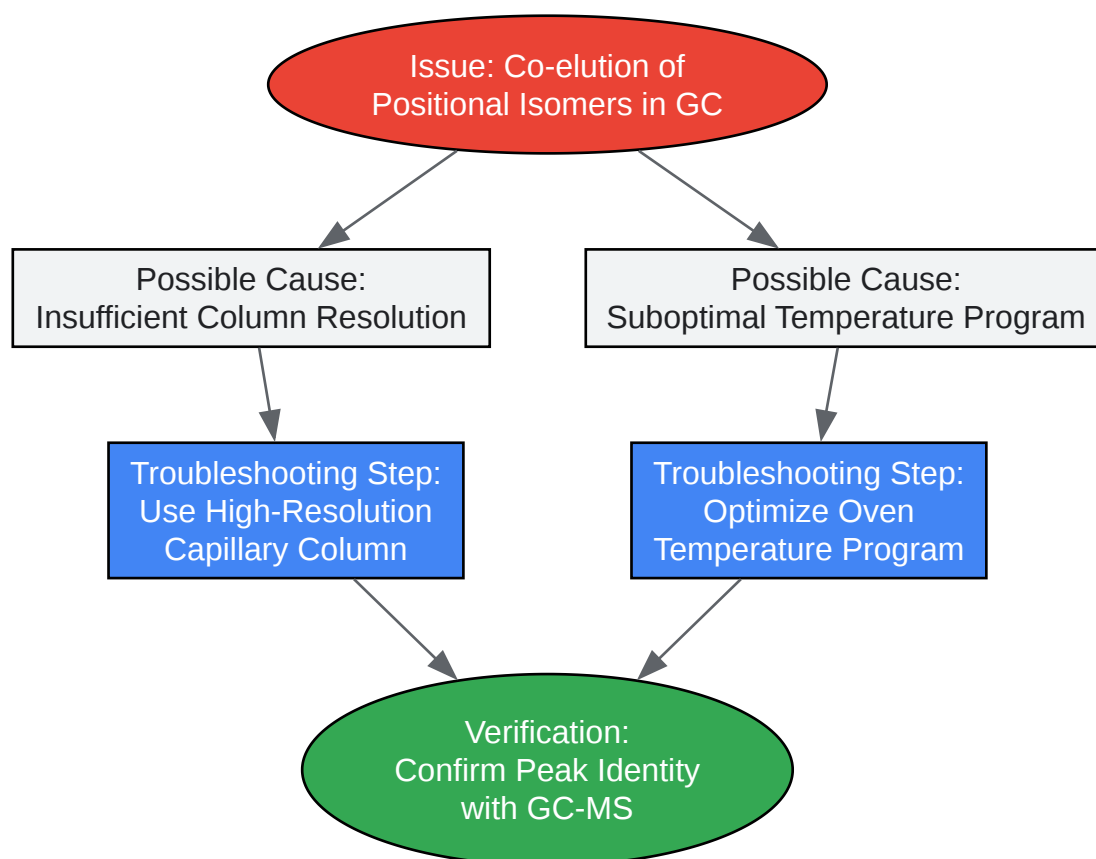 Issue: Co-elution of
Positional Isomers in GC
Possible Cause:
Insufficient Column Resolution
Possible Cause:
Suboptimal Temperature Program
Troubleshooting Step:
Use High-Resolution
Capillary Column
Troubleshooting Step:
Optimize Oven
Temperature Program
Verification:
Confirm Peak Identity
with GC-MS